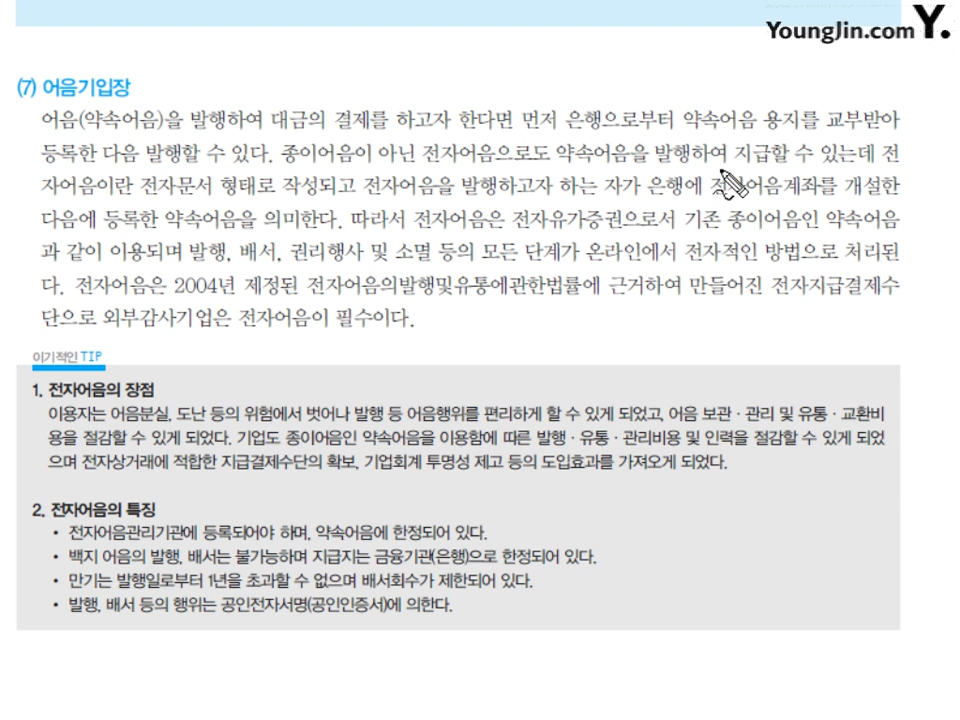 YoungJin.com Y.
(7) 어음기입장
어음(약속어음)을 발행하여 대금의 결제를 하고자 한다면 먼저 은행으로부터 약속어음 용지를 교부받아
등록한 다음 발행할 수 있다. 종이어음이 아닌 전자어음으로도 약속어음을 발행하여 지급할 수 있는데 전
자어음이란 전자문서 형태로 작성되고 전자어음을 발행하고자 하는 자가 은행에 전자어음계좌를 개설한
다음에 등록한 약속어음을 의미한다. 따라서 전자어음은 전자유가증권으로서 기존 종이어음인 약속어음
과 같이 이용되며 발행, 배서, 권리행사 및 소멸 등의 모든 단계가 온라인에서 전자적인 방법으로 처리된
다. 전자어음은 2004년 제정된 전자어음의발행및유통에관한법률에 근거하여 만들어진 전자지급결제수
단으로 외부감사기업은 전자어음이 필수이다.
이기적인 TIP
1. 전자어음의 장점
이용자는 어음분실, 도난 등의 위험에서 벗어나 발행 등 어음행위를 편리하게 할 수 있게 되었고, 어음 보관 · 관리 및 유통 · 교환비
용을 절감할 수 있게 되었다. 기업도 종이어음인 약속어음을 이용함에 따른 발행 · 유통 · 관리비용 및 인력을 절감할 수 있게 되었
으며 전자상거래에 적합한 지급결제수단의 확보, 기업회계 투명성 제고 등의 도입효과를 가져오게 되었다.
2. 전자어음의 특징
• 전자어음관리기관에 등록되어야 하며, 약속어음에 한정되어 있다.
• 백지 어음의 발행, 배서는 불가능하며 지급지는 금융기관(은행)으로 한정되어 있다.
• 만기는 발행일로부터 1년을 초과할 수 없으며 배서회수가 제한되어 있다.
• 발행, 배서 등의 행위는 공인전자서명(공인인증서)에 의한다.